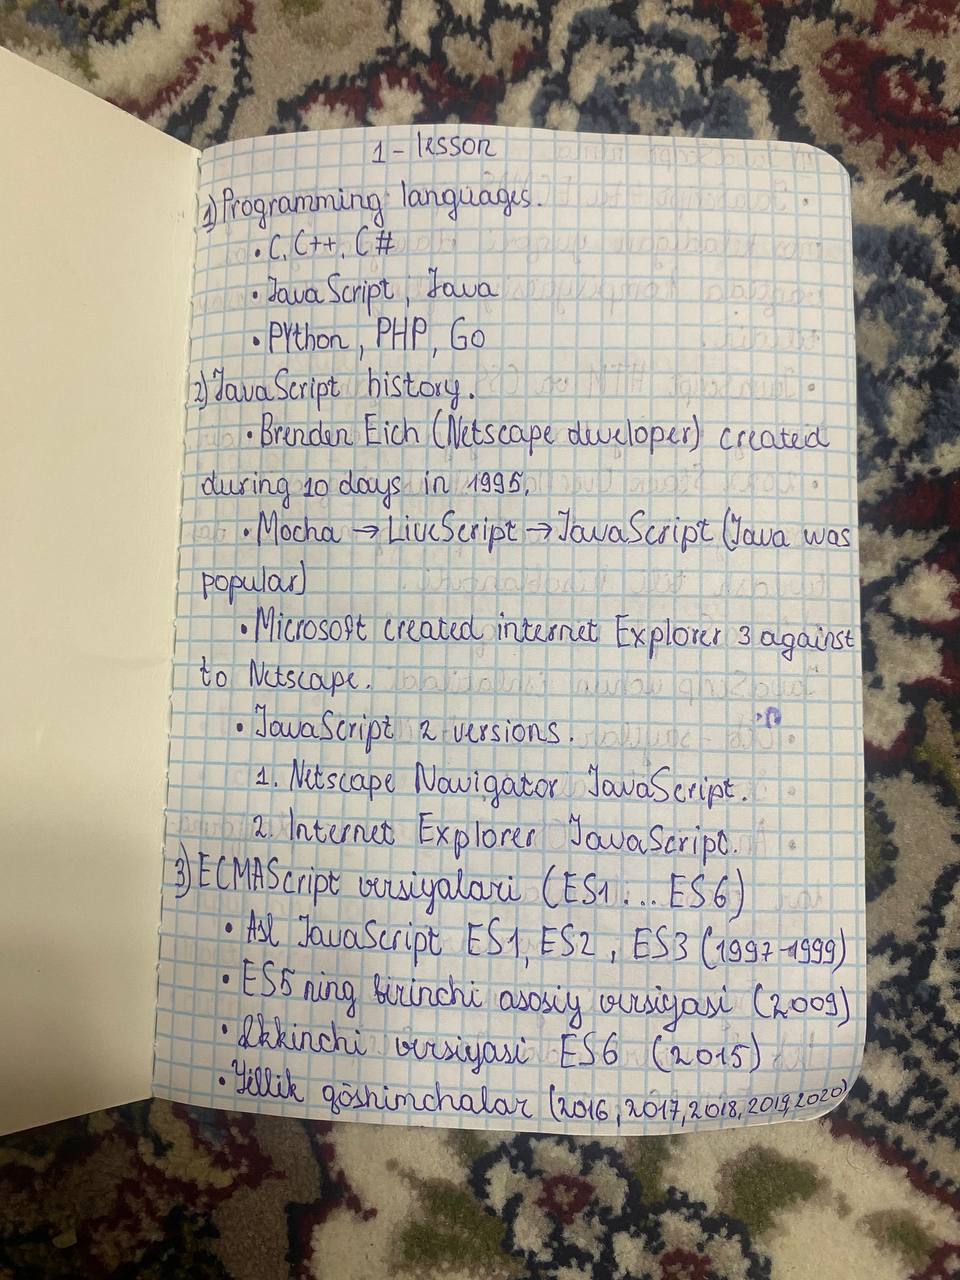 1 - lesson
1) Programming languages.
• C, C++, C#
• JavaScript, Java
• Python, PHP, Go
2) JavaScript history.
• Brenden Eich (Netscape developer) created
during 10 days in 1995.
• Mocha → LiveScript → JavaScript (Java was
popular)
• Microsoft created internet Explorer 3 against
to Netscape.
• JavaScript 2 versions.
1. Netscape Navigator JavaScript.
2. Internet Explorer JavaScript.
3) ECMAScript versiyalari (ES1 ... ES6)
• Asl JavaScript ES1, ES2, ES3 (1997-1999)
• ES5 ning birinchi asosiy versiyasi (2009)
• Ikkinchi versiyasi ES6 (2015)
• Yillik qöshimchalar (2016, 2017, 2018, 2019, 2020)